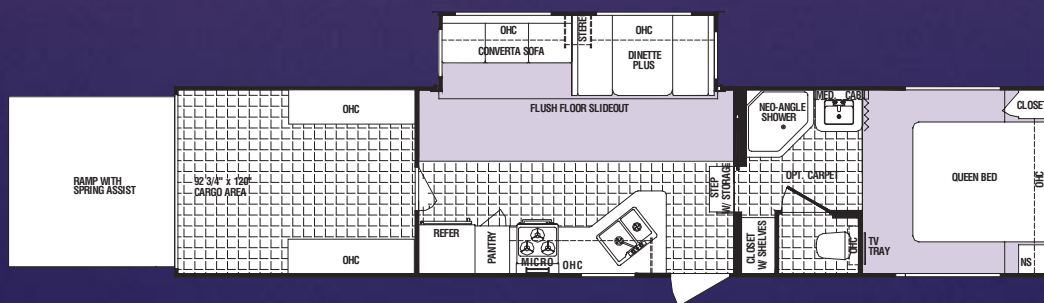 OHC
STERE
OHC
CONVERTA SOFA
DINETTE
PLUS
OHC
FLUSH FLOOR SLIDEOUT
NEO-ANGLE
SHOWER
MED. CABI
CLOSET
RAMP WITH
SPRING ASSIST
92 3/4" x 120"
CARGO AREA
STEP
W/ STORAGE
OPT. CARPET
QUEEN BED
OHC
REFER
PANTRY
MICRO
OHC
OHC
CLOSET
W/ SHELVES
OHC
TV
TRAY
NS